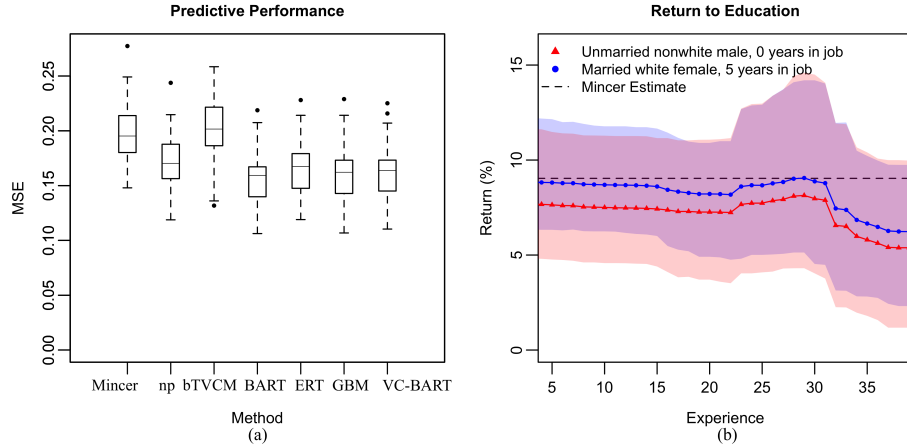 Predictive Performance
MSE
0.25
0.20
0.15
0.10
0.05
0.00
Mincer np bTVCM BART ERT GBM VC-BART
Method
(a)
Return to Education
Unmarried nonwhite male, 0 years in job
Married white female, 5 years in job
Mincer Estimate
Return (%)
15
10
5
0
5 10 15 20 25 30 35
Experience
(b)